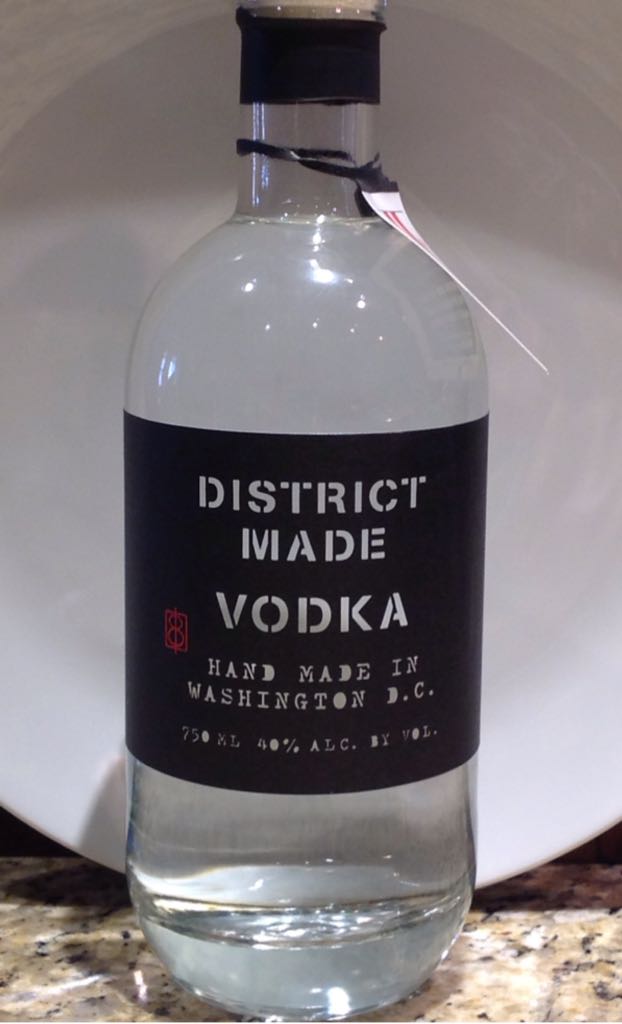 DISTRICT
MADE
VODKA
HAND MADE IN
WASHINGTON D.C.
750 ML 40% ALC. BY VOL.